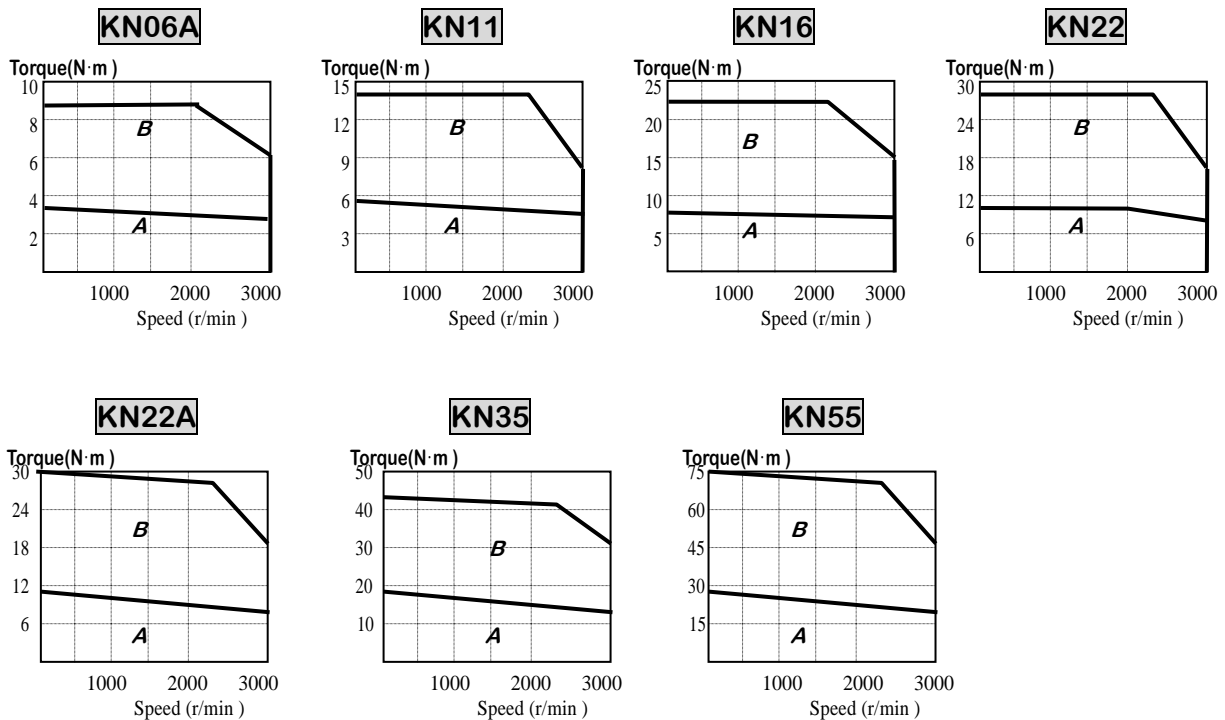 KN06A
Torque(N·m )
10
8
6
4
2
B
A
1000 2000 3000
Speed (r/min )
KN11
Torque(N·m )
15
12
9
6
3
B
A
1000 2000 3000
Speed (r/min )
KN16
Torque(N·m )
25
20
15
10
5
B
A
1000 2000 3000
Speed (r/min )
KN22
Torque(N·m )
30
24
18
12
6
B
A
1000 2000 3000
Speed (r/min )
KN22A
Torque(N·m )
30
24
18
12
6
B
A
1000 2000 3000
Speed (r/min )
KN35
Torque(N·m )
50
40
30
20
10
B
A
1000 2000 3000
Speed (r/min )
KN55
Torque(N·m )
75
60
45
30
15
B
A
1000 2000 3000
Speed (r/min )